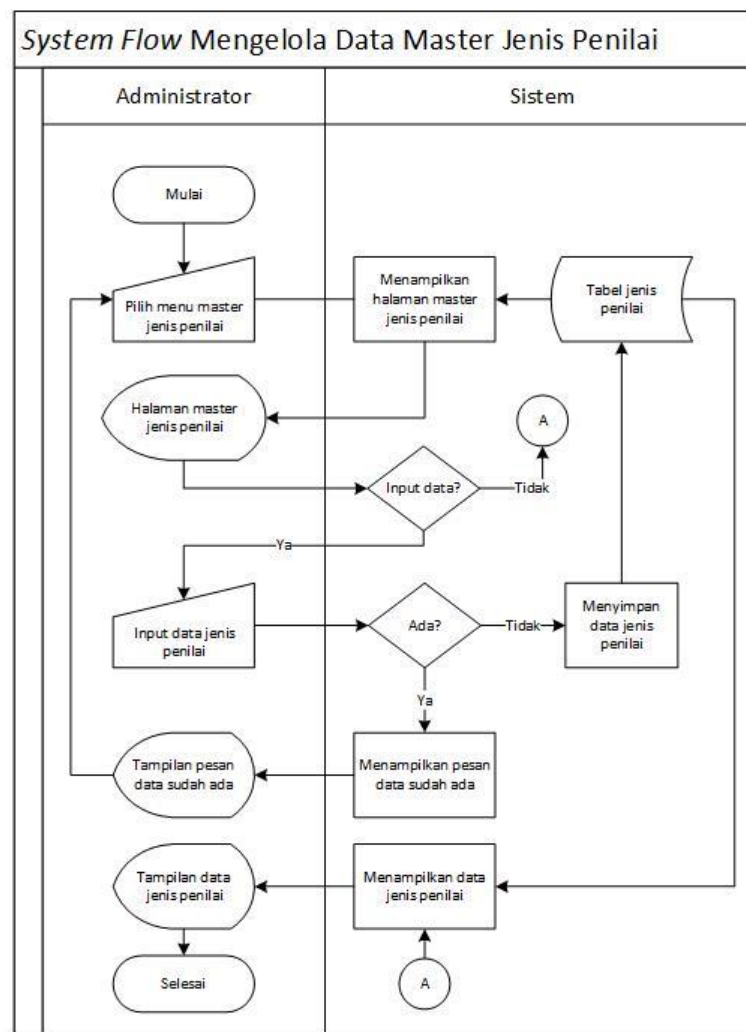 System Flow Mengelola Data Master Jenis Penilai
Administrator
Sistem
Mulai
Pilih menu master
jenis penilai
Menampilkan
halaman master
jenis penilai
Tabel jenis
penilai
Halaman master
jenis penilai
A
Input data?
Tidak
Ya
Input data jenis
penilai
Ada?
Tidak
Menyimpan
data jenis
penilai
Ya
Tampilan pesan
data sudah ada
Menampilkan pesan
data sudah ada
Tampilan data
jenis penilai
Menampilkan data
jenis penilai
Selesai
A